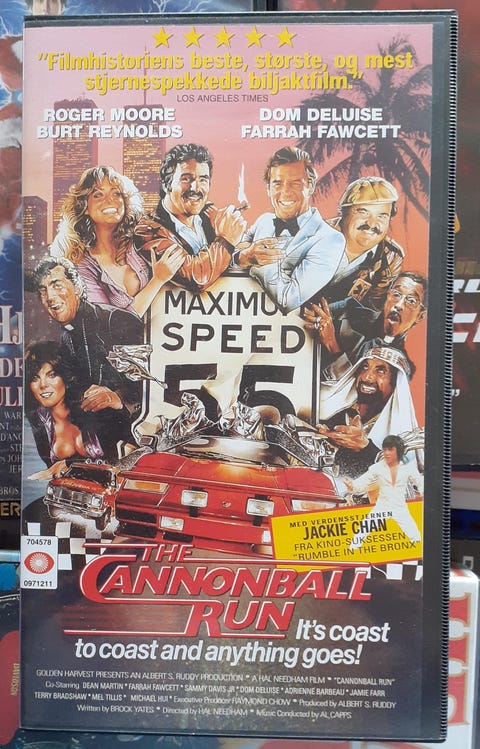 "Filmhistoriens beste, største, og mest
stjernespekkede biljaktfilm."
LOS ANGELES TIMES
ROGER MOORE
BURT REYNOLDS
DOM DELUISE
FARRAH FAWCETT
MAXIMUM
SPEED
55
MED VERDENSSTJERNEN
JACKIE CHAN
FRA KINO-SUKSESSEN
"RUMBLE IN THE BRONX"
704578
0971211
THE
CANNONBALL
RUN
It's coast
to coast and anything goes!
GOLDEN HARVEST PRESENTS AN ALBERT S. RUDDY PRODUCTION * A HAL NEEDHAM FILM * "CANNONBALL RUN"
Co-Starring DEAN MARTIN * FARRAH FAWCETT * SAMMY DAVIS JR * DOM DELUISE * ADRIENNE BARBEAU * JAMIE FARR
TERRY BRADSHAW * MEL TILLIS * MICHAEL HUI * Executive Producer RAYMOND CHOW * Produced by ALBERT S. RUDDY
Written by BROCK YATES * Directed by HAL NEEDHAM * Music Conducted by AL CAPPS